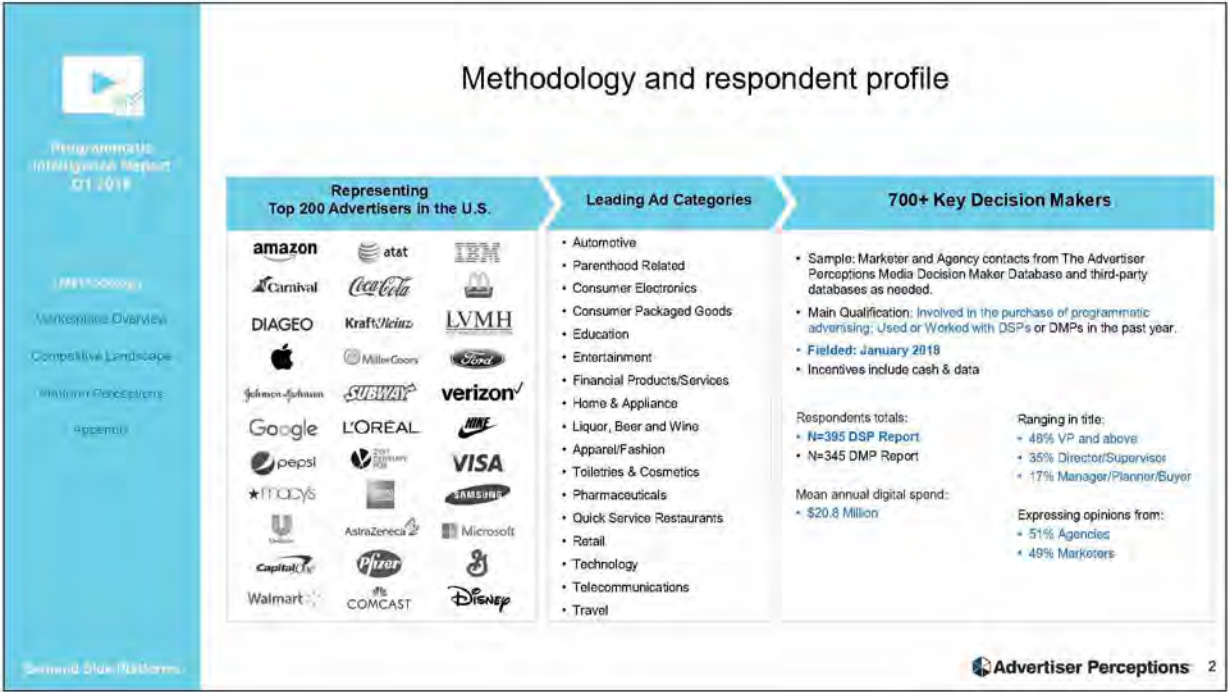 Programmatic
Intelligence Report
Q1 2018
Methodology
Marketplace Overview
Competitive Landscape
Platform Perceptions
Appendix
Demand Side Platforms
Methodology and respondent profile
Representing
Top 200 Advertisers in the U.S.
amazon
at&t
IBM
Carnival
Coca-Cola
DIAGEO
KraftHeinz
LVMH
MillerCoors
Ford
Johnson & Johnson
SUBWAY
verizon✓
Google
L'ORÉAL
NIKE
pepsi
21ST
CENTURY
FOX
VISA
★macy's
SAMSUNG
Unilever
AstraZeneca
Microsoft
Capital One
Pfizer
G
Walmart
COMCAST
DISNEP
Leading Ad Categories
• Automotive
• Parenthood Related
• Consumer Electronics
• Consumer Packaged Goods
• Education
• Entertainment
• Financial Products/Services
• Home & Appliance
• Liquor, Beer and Wine
• Apparel/Fashion
• Toiletries & Cosmetics
• Pharmaceuticals
• Quick Service Restaurants
• Retail
• Technology
• Telecommunications
• Travel
700+ Key Decision Makers
• Sample: Marketer and Agency contacts from The Advertiser
Perceptions Media Decision Maker Database and third-party
databases as needed.
• Main Qualification: Involved in the purchase of programmatic
advertising; Used or Worked with DSPs or DMPs in the past year.
• Fielded: January 2018
• Incentives include cash & data
Respondents totals:
• N=395 DSP Report
• N=345 DMP Report
Mean annual digital spend:
• $20.8 Million
Ranging in title:
• 48% VP and above
• 35% Director/Supervisor
• 17% Manager/Planner/Buyer
Expressing opinions from:
• 51% Agencies
• 49% Marketers
Advertiser Perceptions 2